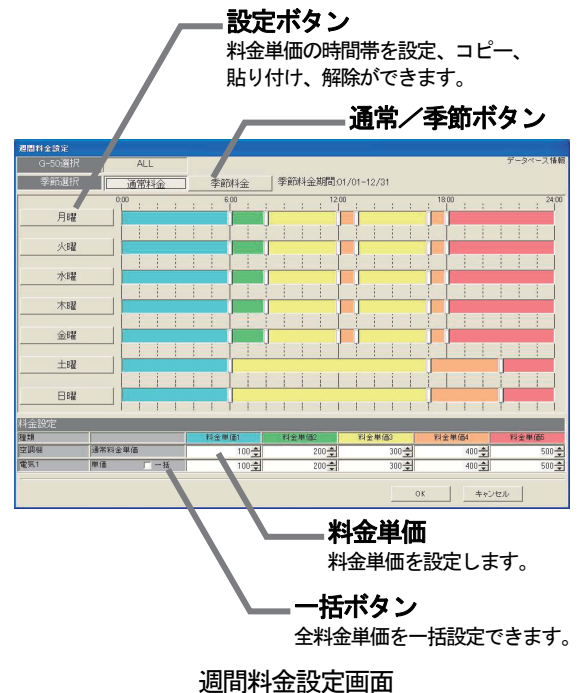 設定ボタン
料金単価の時間帯を設定、コピー、
貼り付け、解除ができます。
通常／季節ボタン
週間料金設定
G-50選択 ALL データベース情報
季節選択 通常料金 季節料金 季節料金期間:01/01-12/31
0:00 6:00 12:00 18:00 24:00
月曜
火曜
水曜
木曜
金曜
土曜
日曜
料金設定
種類 料金単価1 料金単価2 料金単価3 料金単価4 料金単価5
空調機 通常料金単価 100 200 300 400 500
電気1 単価 一括 100 200 300 400 500
OK キャンセル
料金単価
料金単価を設定します。
一括ボタン
全料金単価を一括設定できます。
週間料金設定画面